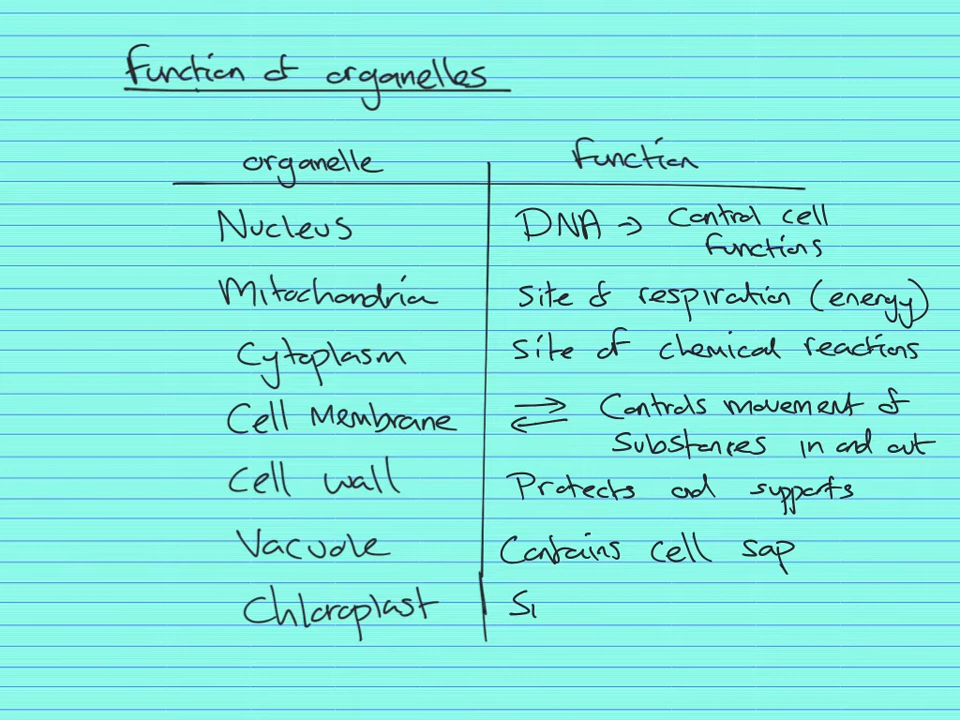 Function of organelles
organelle Function
Nucleus DNA → Control cell
functions
Mitochondria Site of respiration (energy)
Cytoplasm Site of chemical reactions
Cell Membrane ⇄ Controls movement of
Substances in and out
Cell wall Protects and supports
Vacuole Contains cell sap
Chloroplast Si